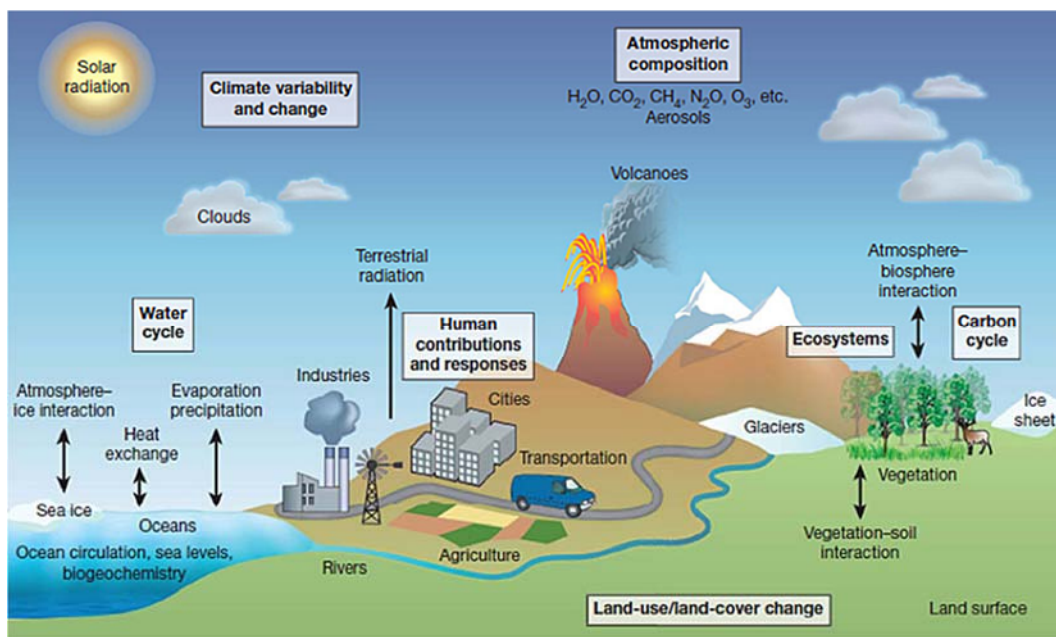 Solar
radiation
Climate variability
and change
Atmospheric
composition
H₂O, CO₂, CH₄, N₂O, O₃, etc.
Aerosols
Clouds
Volcanoes
Terrestrial
radiation
Atmosphere–
biosphere
interaction
Water
cycle
Human
contributions
and responses
Ecosystems
Carbon
cycle
Atmosphere–
ice interaction
Evaporation
precipitation
Industries
Cities
Heat
exchange
Transportation
Glaciers
Ice
sheet
Vegetation
Sea ice
Oceans
Ocean circulation, sea levels,
biogeochemistry
Rivers
Agriculture
Vegetation–soil
interaction
Land-use/land-cover change
Land surface